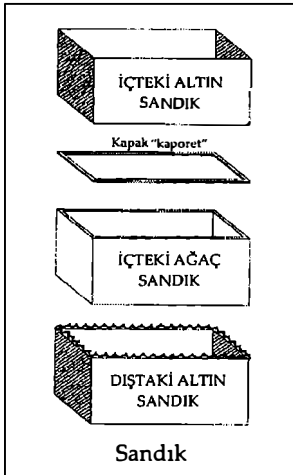 İÇTEKİ ALTIN
SANDIK
Kapak "kaporet"
İÇTEKİ AĞAÇ
SANDIK
DIŞTAKİ ALTIN
SANDIK
Sandık